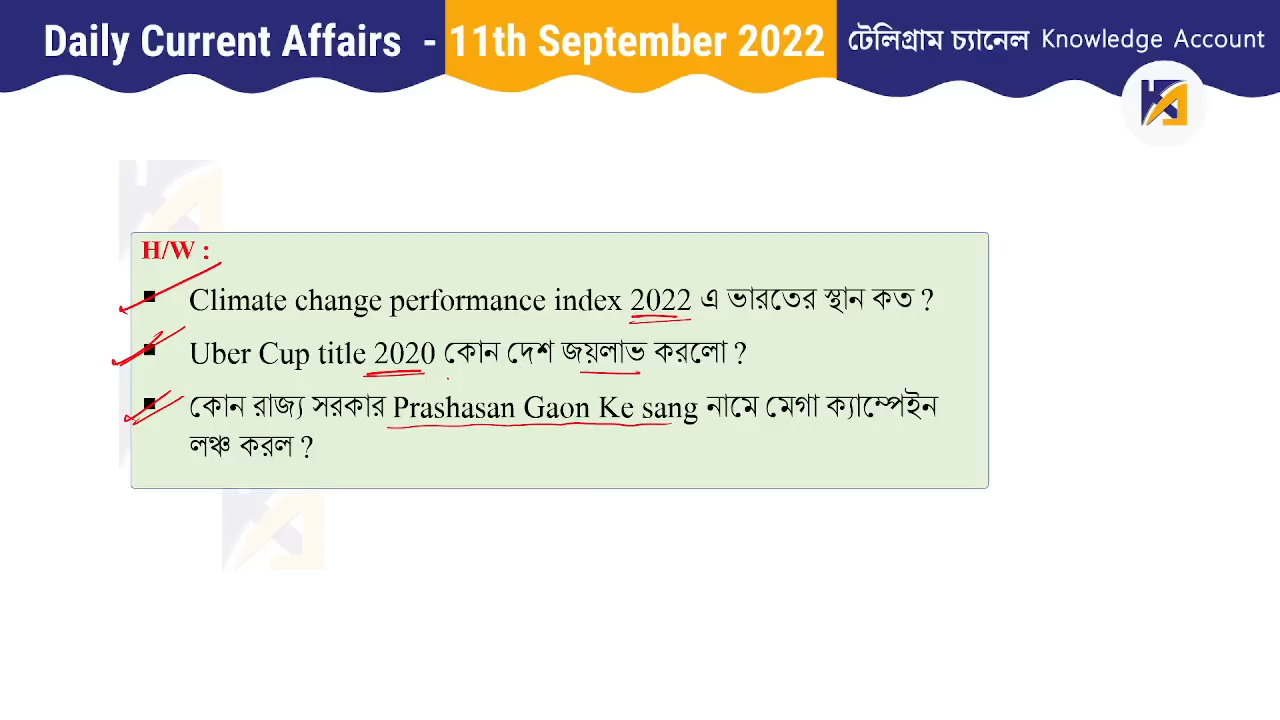 Daily Current Affairs - 11th September 2022 টেলিগ্রাম চ্যানেল Knowledge Account
H/W :
▪ Climate change performance index 2022 এ ভারতের স্থান কত ?
▪ Uber Cup title 2020 কোন দেশ জয়লাভ করলো ?
▪ কোন রাজ্য সরকার Prashasan Gaon Ke sang নামে মেগা ক্যাম্পেইন
লঞ্চ করল ?